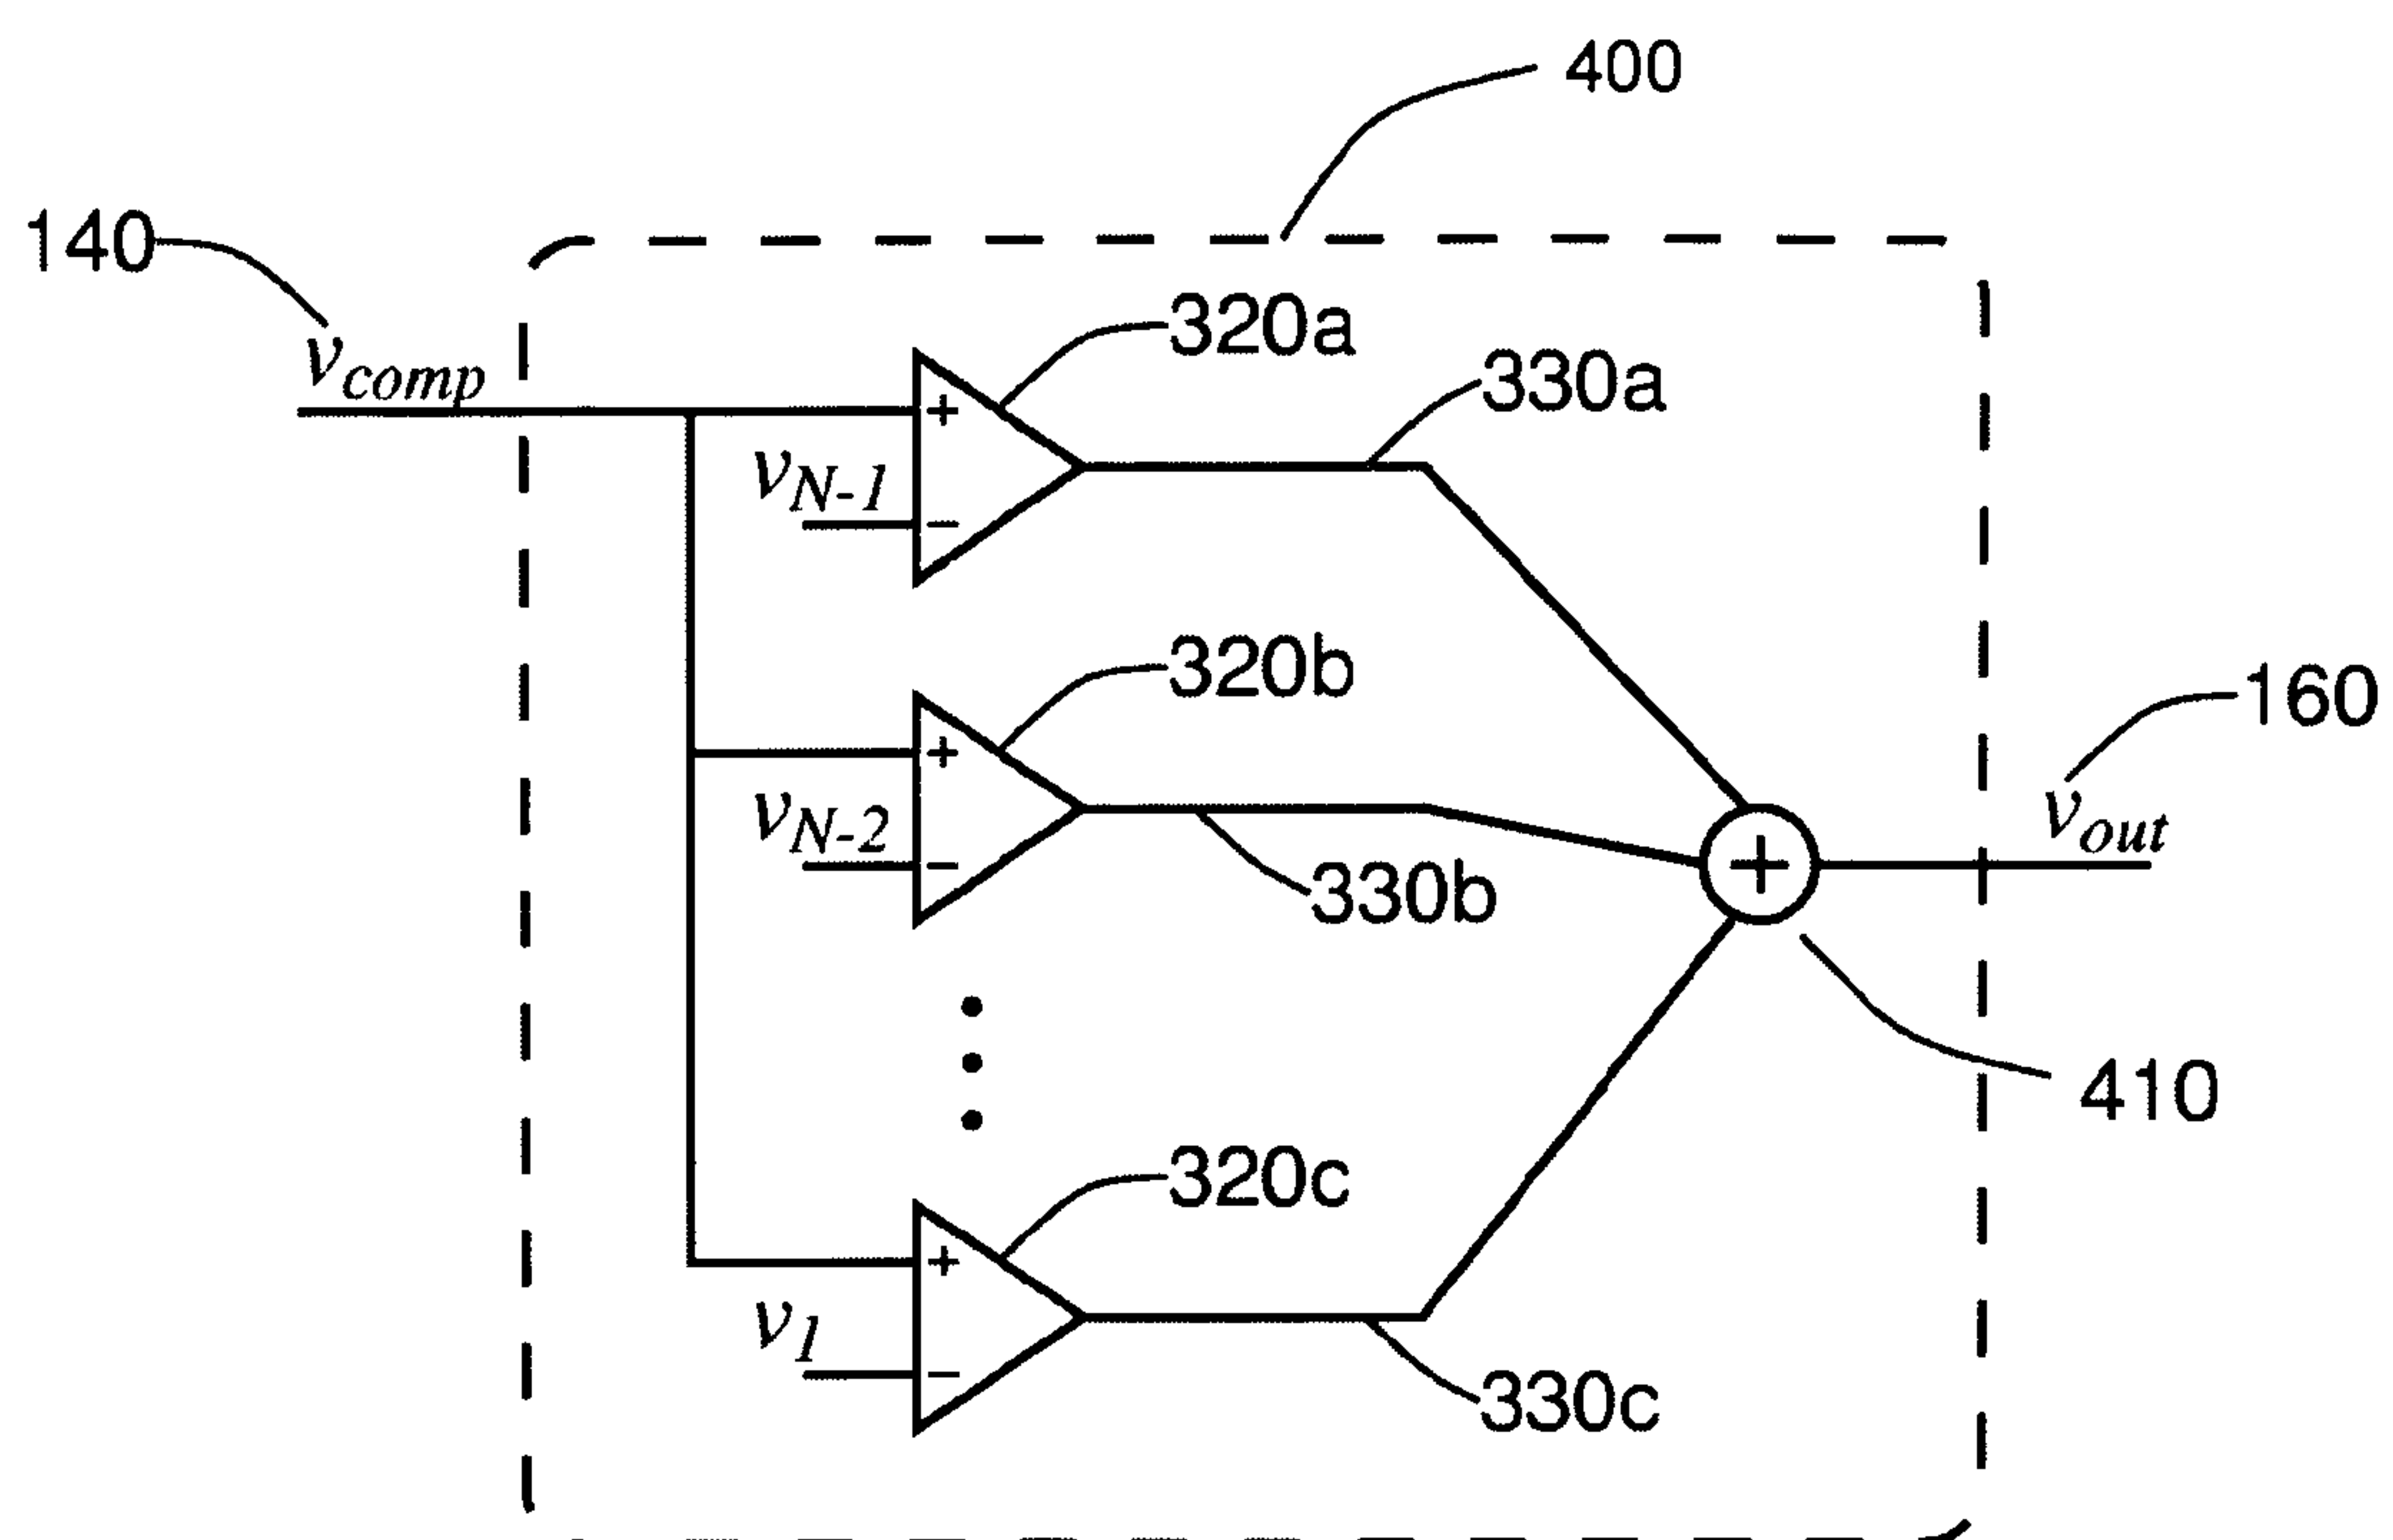 400
140
320a
330a
v_comp
+
v_N-1
−
320b
160
+
v_N-2
v_out
−
330b
+
410
320c
+
v_1
−
330c